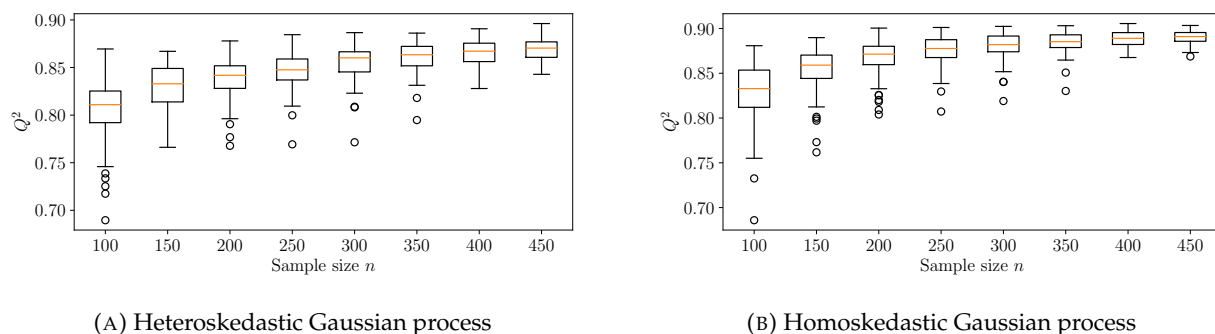 0.90
0.85
0.80
0.75
0.70
Q²
100 150 200 250 300 350 400 450
Sample size n
(A) Heteroskedastic Gaussian process
0.90
0.85
0.80
0.75
0.70
Q²
100 150 200 250 300 350 400 450
Sample size n
(B) Homoskedastic Gaussian process